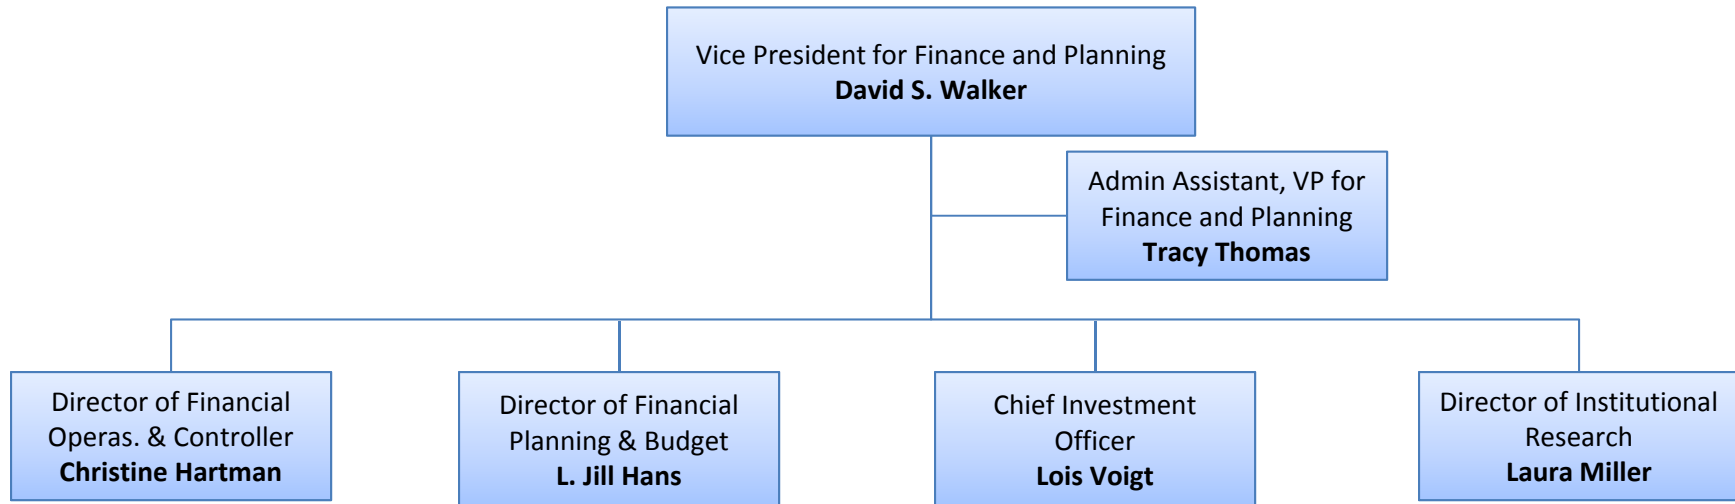 Vice President for Finance and Planning
David S. Walker
Admin Assistant, VP for
Finance and Planning
Tracy Thomas
Director of Financial
Operas. & Controller
Christine Hartman
Director of Financial
Planning & Budget
L. Jill Hans
Chief Investment
Officer
Lois Voigt
Director of Institutional
Research
Laura Miller